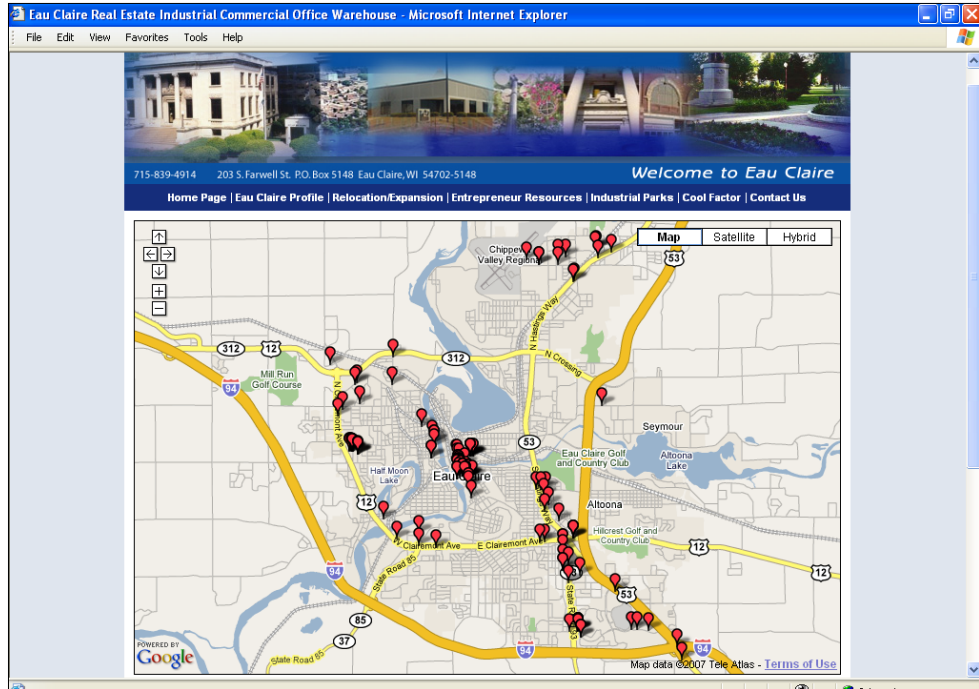 Eau Claire Real Estate Industrial Commercial Office Warehouse - Microsoft Internet Explorer
File Edit View Favorites Tools Help
715-839-4914 203 S. Farwell St. P.O. Box 5148 Eau Claire, WI 54702-5148 Welcome to Eau Claire
Home Page | Eau Claire Profile | Relocation/Expansion | Entrepreneur Resources | Industrial Parks | Cool Factor | Contact Us
Map Satellite Hybrid
Chippewa
Valley Regional
53
N Hastings Way
312 12
312
N Crossing
Mill Run
Golf Course
94
N Clairemont Ave
Seymour
53
Altoona
Lake
Eau Claire Golf
and Country Club
Half Moon
Lake
Eau Claire
12
Altoona
Hillcrest Golf and
Country Club
W Clairemont Ave E Clairemont Ave
12
12
State Road 85
94
53
85
37
State Road 85
94
94
POWERED BY
Google
Map data ©2007 Tele Atlas - Terms of Use